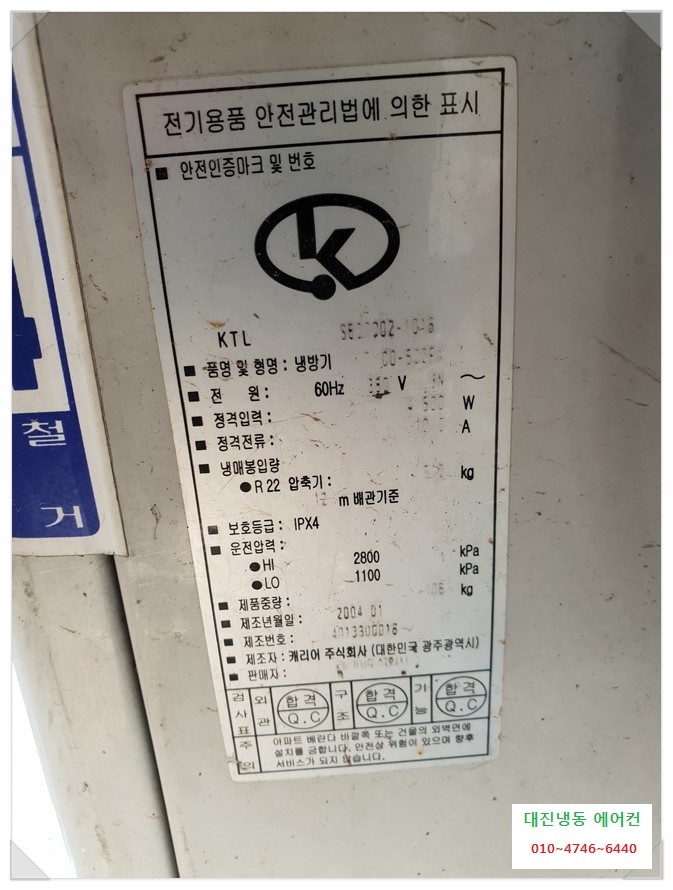 전기용품 안전관리법에 의한 표시
■ 안전인증마크 및 번호
KTL
■ 품명 및 형명 : 냉방기
■ 전 원 : 60Hz V ~
■ 정격입력 : W
■ 정격전류 : A
■ 냉매봉입량
●R 22 압축기 : kg
m 배관기준
■ 보호등급 : IPX4
■ 운전압력 :
●HI 2800 kPa
●LO 1100 kPa
■ 제품중량 : kg
■ 제조년월일 : 2004 01
■ 제조번호 :
■ 제조자 : 캐리어 주식회사 (대한민국 광주광역시)
■ 판매자 :
검사표 외관 합격 Q.C 구조 합격 Q.C 기능 합격 Q.C
주의 아파트 베란다 바깥쪽 또는 건물의 외벽면에
설치를 금합니다. 안전상 위험이 있으며 향후
서비스가 되지 않습니다.
철
거
대진냉동 에어컨
010~4746~6440